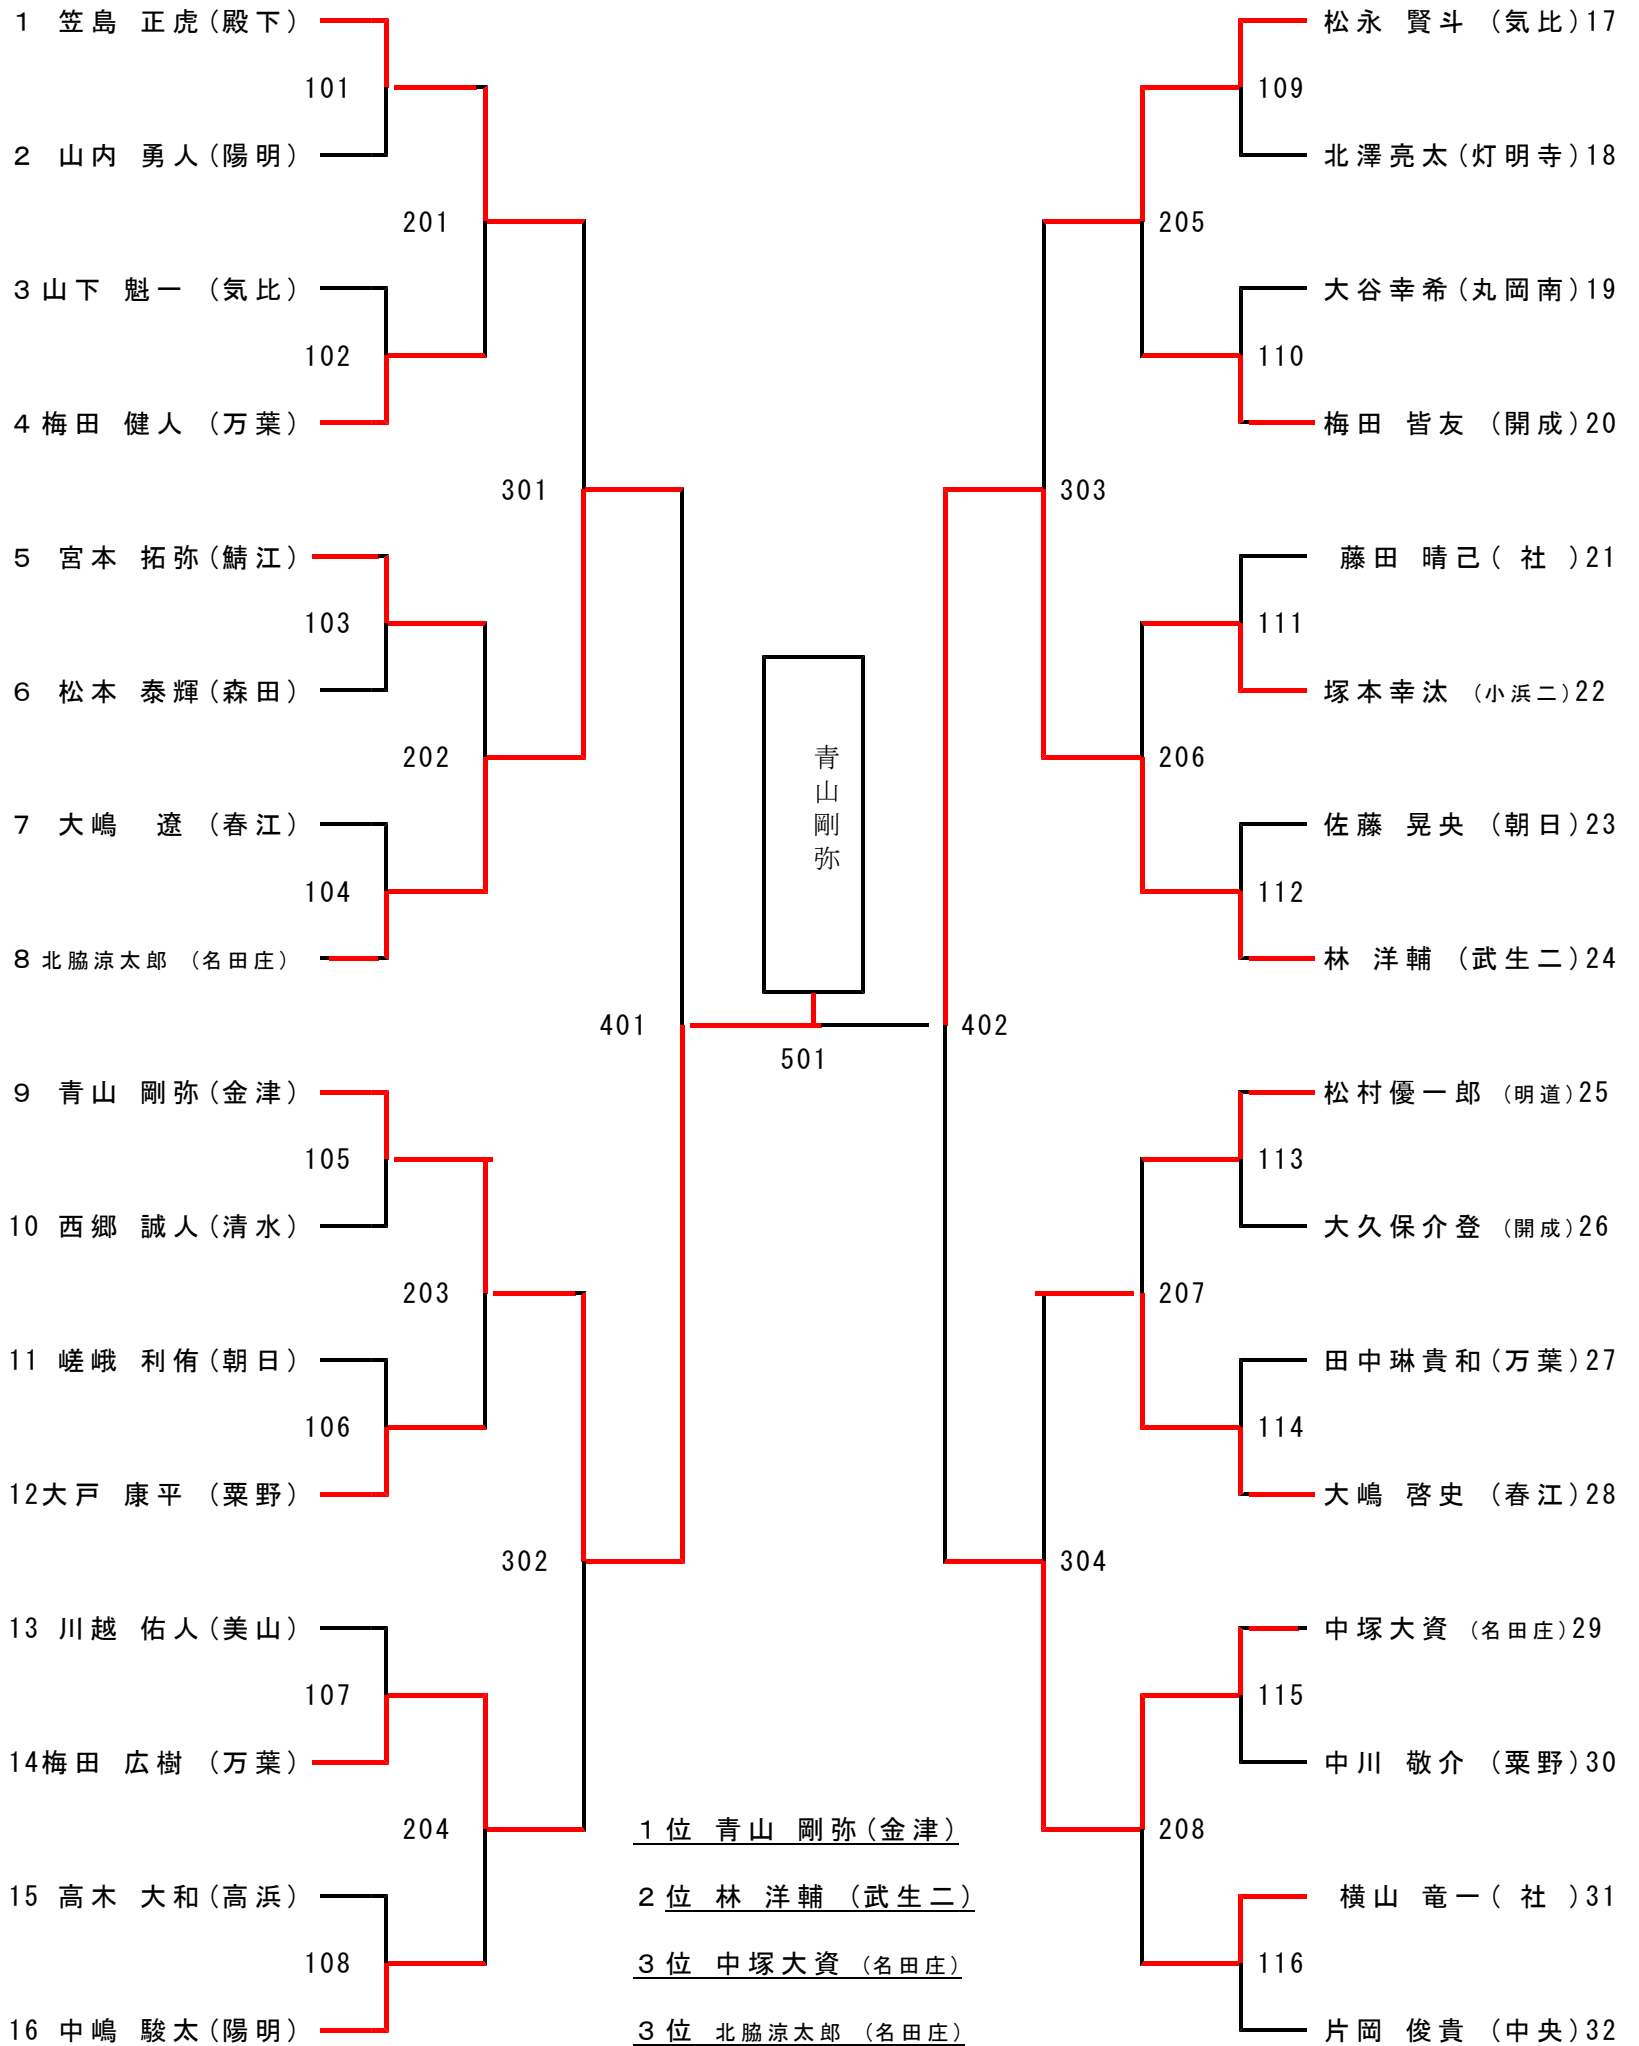 1 笠島 正虎(殿下)
101
2 山内 勇人(陽明)
201
3 山下 魁一 (気比)
102
4 梅田 健人 (万葉)
301
5 宮本 拓弥(鯖江)
103
6 松本 泰輝(森田)
202
7 大嶋 遼 (春江)
104
8 北脇涼太郎 (名田庄)
401
9 青山 剛弥(金津)
105
10 西郷 誠人(清水)
203
11 嵯峨 利侑(朝日)
106
12 大戸 康平 (粟野)
302
13 川越 佑人(美山)
107
14 梅田 広樹 (万葉)
204
15 高木 大和(高浜)
108
16 中嶋 駿太(陽明)
青山剛弥
501
1位 青山 剛弥(金津)
2位 林 洋輔 (武生二)
3位 中塚大資 (名田庄)
3位 北脇涼太郎 (名田庄)
松永 賢斗 (気比)17
109
北澤亮太(灯明寺)18
205
大谷幸希(丸岡南)19
110
梅田 皆友 (開成)20
303
藤田 晴己( 社 )21
111
塚本幸汰 (小浜二)22
206
佐藤 晃央 (朝日)23
112
林 洋輔 (武生二)24
402
松村優一郎 (明道)25
113
大久保介登 (開成)26
207
田中琳貴和(万葉)27
114
大嶋 啓史 (春江)28
304
中塚大資 (名田庄)29
115
中川 敬介 (粟野)30
208
横山 竜一( 社 )31
116
片岡 俊貴 (中央)32